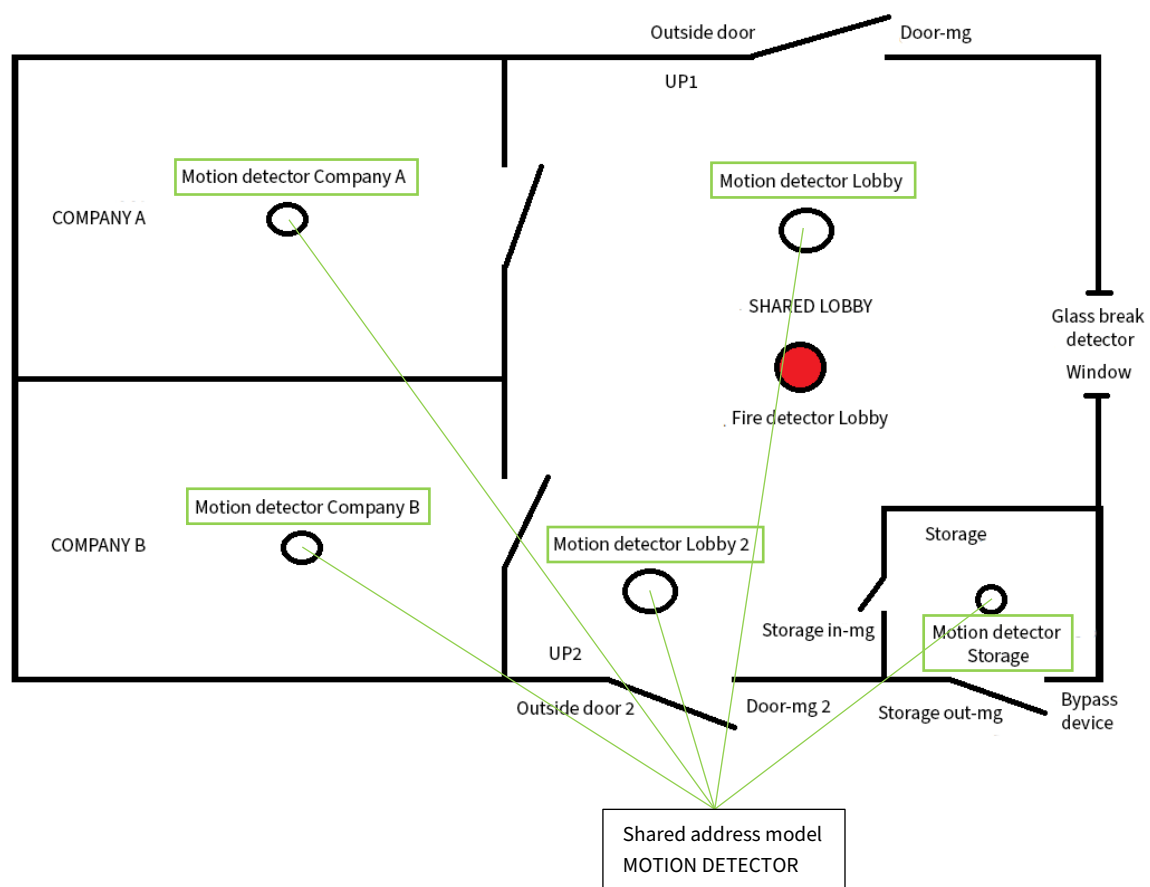 Outside door
Door-mg
UP1
Motion detector Company A
Motion detector Lobby
COMPANY A
SHARED LOBBY
Glass break
detector
Window
Fire detector Lobby
Motion detector Company B
COMPANY B
Motion detector Lobby 2
Storage
Storage in-mg
Motion detector
Storage
UP2
Outside door 2
Door-mg 2
Storage out-mg
Bypass
device
Shared address model
MOTION DETECTOR